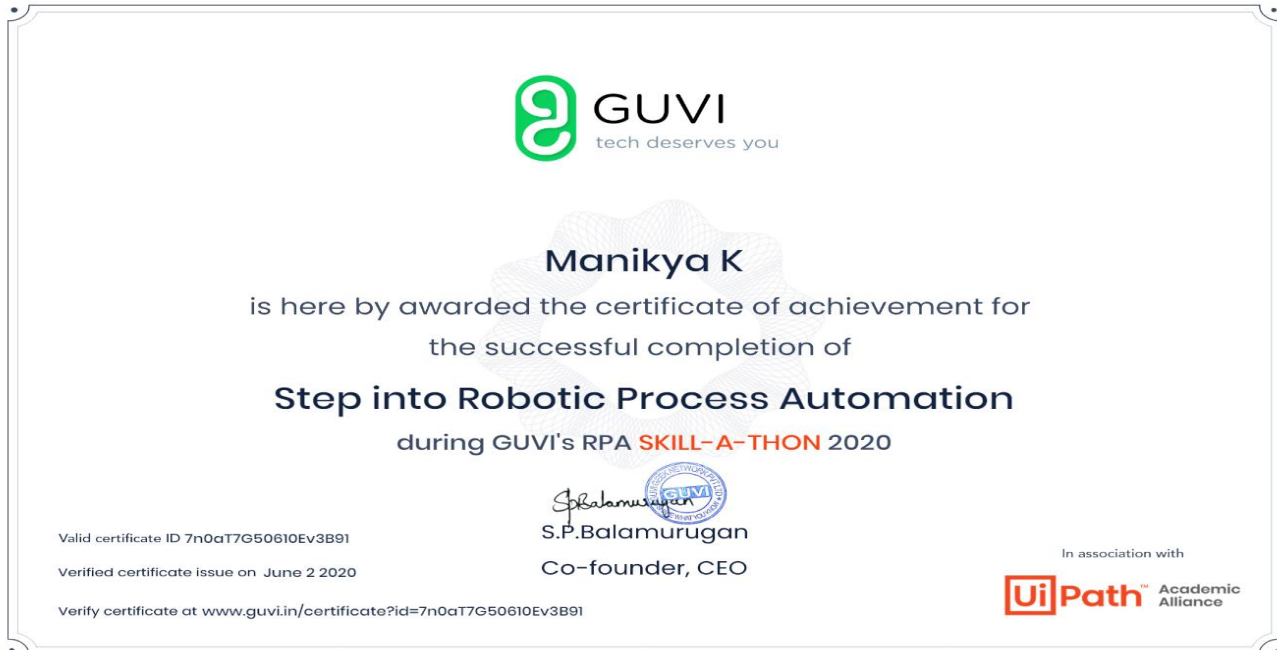 GUVI
tech deserves you
Manikya K
is here by awarded the certificate of achievement for
the successful completion of
Step into Robotic Process Automation
during GUVI's RPA SKILL-A-THON 2020
SpBalamurugan
GUVI
S.P.Balamurugan
Co-founder, CEO
Valid certificate ID 7n0aT7G50610Ev3B91
Verified certificate issue on June 2 2020
Verify certificate at www.guvi.in/certificate?id=7n0aT7G50610Ev3B91
In association with
UiPath™ Academic
Alliance